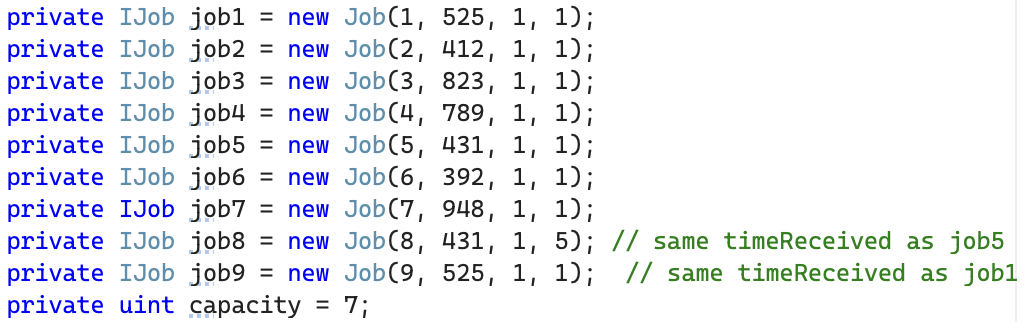 private IJob job1 = new Job(1, 525, 1, 1);
private IJob job2 = new Job(2, 412, 1, 1);
private IJob job3 = new Job(3, 823, 1, 1);
private IJob job4 = new Job(4, 789, 1, 1);
private IJob job5 = new Job(5, 431, 1, 1);
private IJob job6 = new Job(6, 392, 1, 1);
private IJob job7 = new Job(7, 948, 1, 1);
private IJob job8 = new Job(8, 431, 1, 5); // same timeReceived as job5
private IJob job9 = new Job(9, 525, 1, 1);  // same timeReceived as job1
private uint capacity = 7;